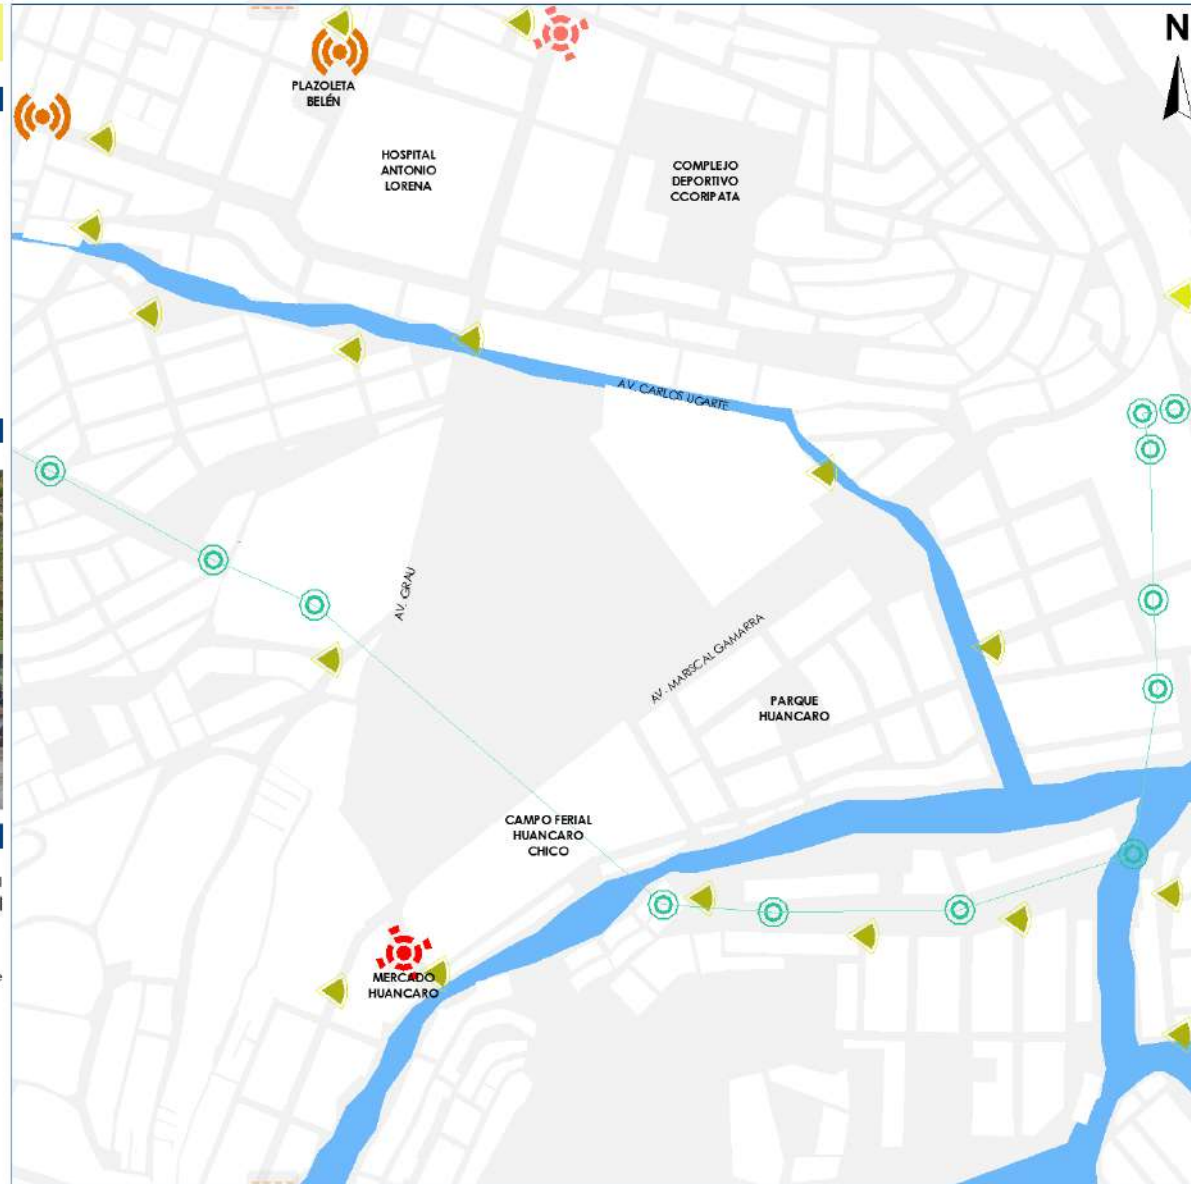 N
PLAZOLETA
BELÉN
HOSPITAL
ANTONIO
LORENA
COMPLEJO
DEPORTIVO
CCORIPATA
AV. CARLOS UGARTE
AV. GRAU
AV. MARISCAL GAMARRA
PARQUE
HUANCARO
CAMPO FERIAL
HUANCARO
CHICO
MERCADO
HUANCARO